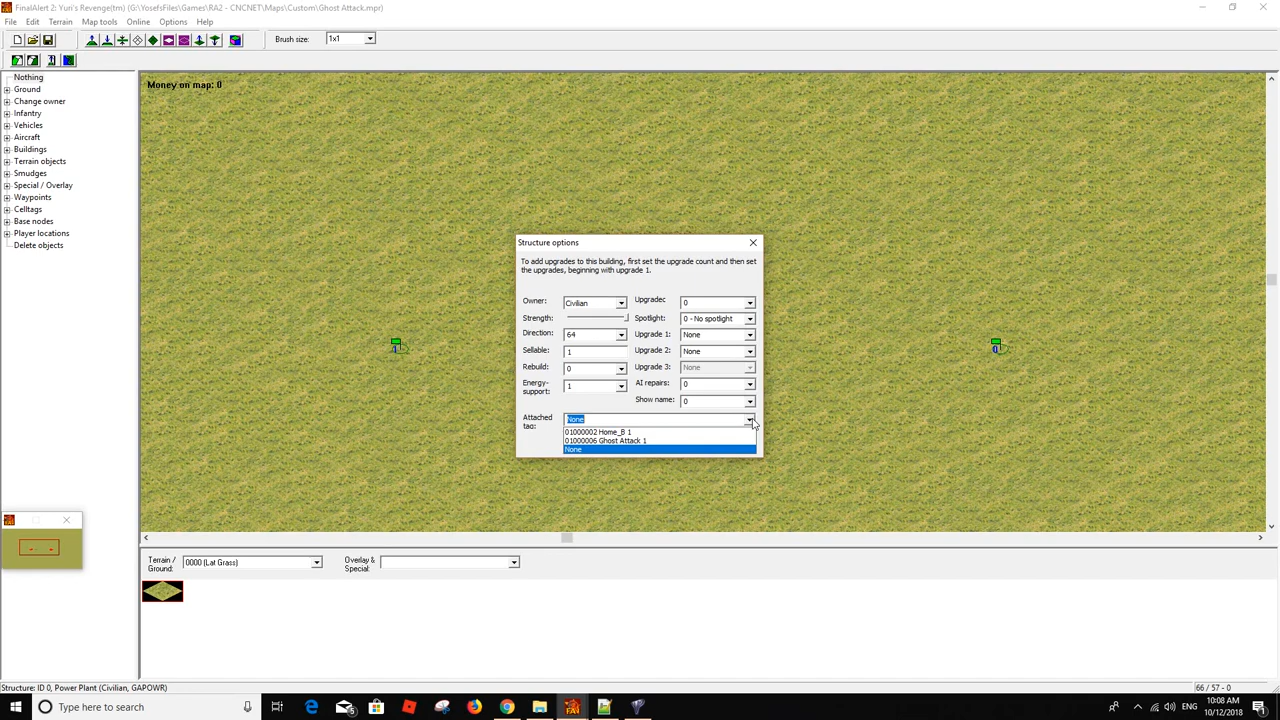 FinalAlert 2: Yuri's Revenge(tm) (G:\YosefsFiles\Games\RA2 - CNCNET\Maps\Custom\Ghost Attack.mpr)
File Edit Terrain Map tools Online Options Help
Brush size: 1x1
Nothing
Ground
Change owner
Infantry
Vehicles
Aircraft
Buildings
Terrain objects
Smudges
Special / Overlay
Waypoints
Celltags
Base nodes
Player locations
Delete objects
Money on map: 0
Structure options
To add upgrades to this building, first set the upgrade count and then set
the upgrades, beginning with upgrade 1.
Owner: Civilian Upgradec 0
Strength: Spotlight: 0 - No spotlight
Direction: 64 Upgrade 1: None
Sellable: 1 Upgrade 2: None
Rebuild: 0 Upgrade 3: None
Energy-
support: 1 AI repairs: 0
Show name: 0
Attached
tag: None
01000002 Home_B 1
01000006 Ghost Attack 1
None
1
0
Terrain /
Ground: 0000 (Lat Grass)
Overlay &
Special:
Structure: ID 0, Power Plant (Civilian, GAPOWR)
66 / 57 - 0
Type here to search
ENG
10:08 AM
10/12/2018